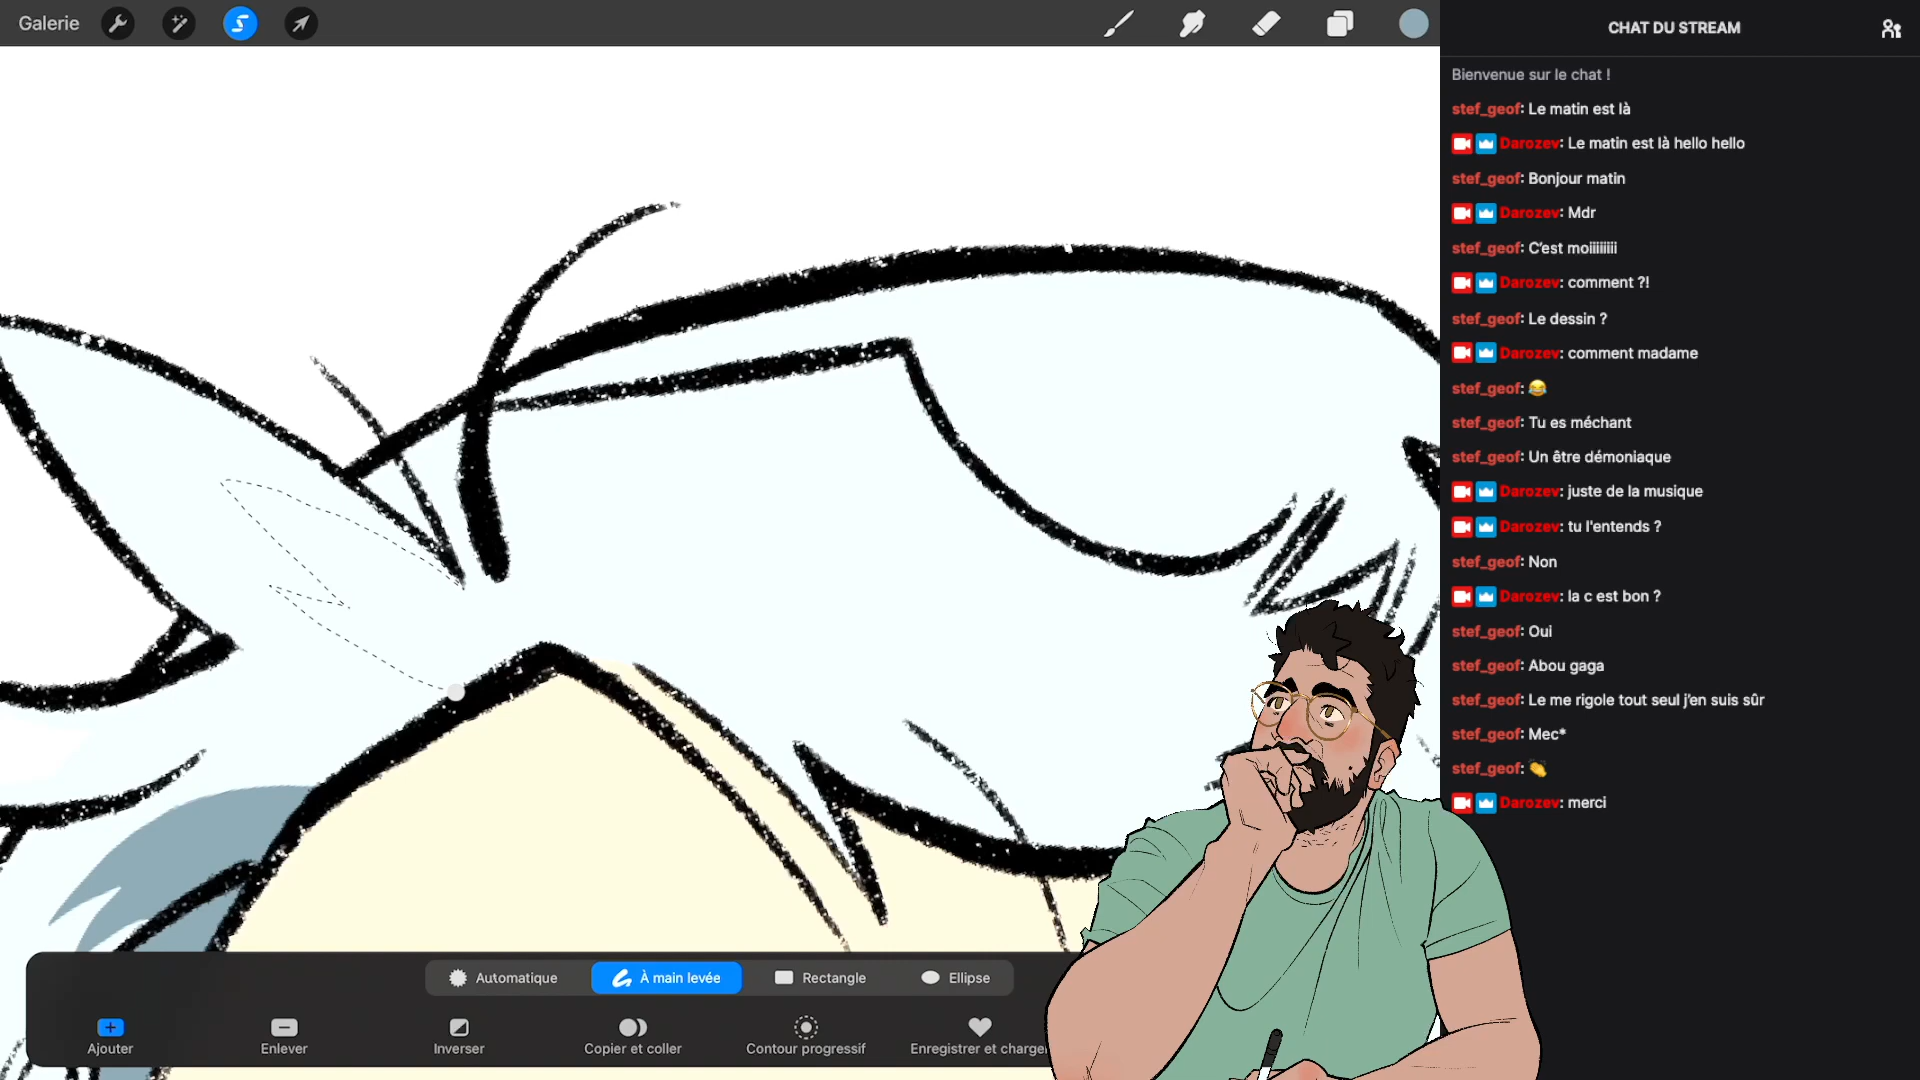 Galerie
CHAT DU STREAM
Bienvenue sur le chat !
stef_geof: Le matin est là
Darozev: Le matin est là hello hello
stef_geof: Bonjour matin
Darozev: Mdr
stef_geof: C'est moiiiiiiiii
Darozev: comment ?!
stef_geof: Le dessin ?
Darozev: comment madame
stef_geof: 😂
stef_geof: Tu es méchant
stef_geof: Un être démoniaque
Darozev: juste de la musique
Darozev: tu l'entends ?
stef_geof: Non
Darozev: la c est bon ?
stef_geof: Oui
stef_geof: Abou gaga
stef_geof: Le me rigole tout seul j'en suis sûr
stef_geof: Mec*
stef_geof: 👏
Darozev: merci
Automatique
À main levée
Rectangle
Ellipse
Ajouter
Enlever
Inverser
Copier et coller
Contour progressif
Enregistrer et charger